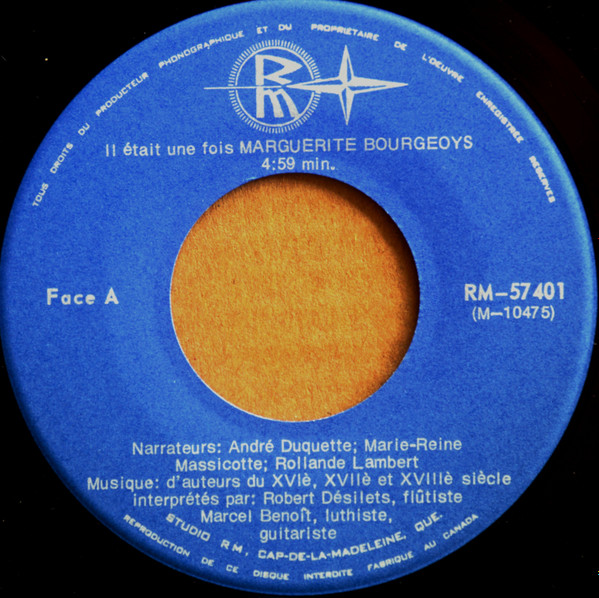 TOUS DROITS DU PRODUCTEUR PHONOGRAPHIQUE ET DU PROPRIETAIRE DE L'OEUVRE ENREGISTREE RESERVES
RM
Il était une fois MARGUERITE BOURGEOYS
4:59 min.
Face A
RM–57401
(M–10475)
Narrateurs: André Duquette; Marie-Reine
Massicotte; Rollande Lambert
Musique: d'auteurs du XVIè, XVIIè et XVIIIè siècle
interprétés par: Robert Désilets, flûtiste
Marcel Benoît, luthiste,
guitariste
STUDIO RM, CAP-DE-LA-MADELEINE, QUE.
REPRODUCTION DE CE DISQUE INTERDITE FABRIQUE AU CANADA